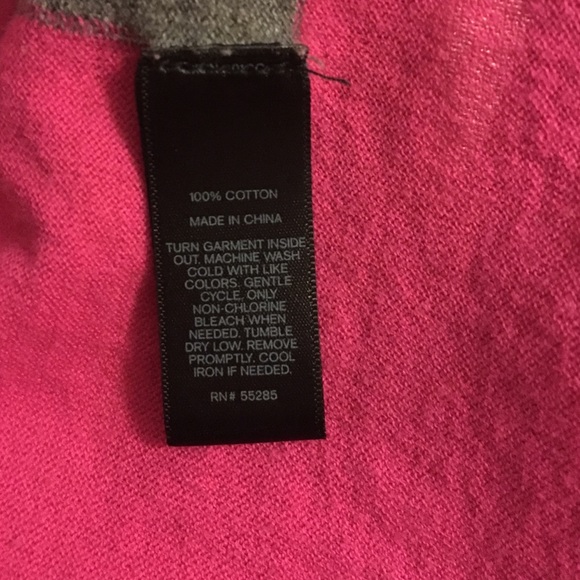 100% COTTON
MADE IN CHINA
TURN GARMENT INSIDE
OUT. MACHINE WASH
COLD WITH LIKE
COLORS. GENTLE
CYCLE. ONLY
NON-CHLORINE
BLEACH WHEN
NEEDED. TUMBLE
DRY LOW. REMOVE
PROMPTLY. COOL
IRON IF NEEDED.
RN# 55285